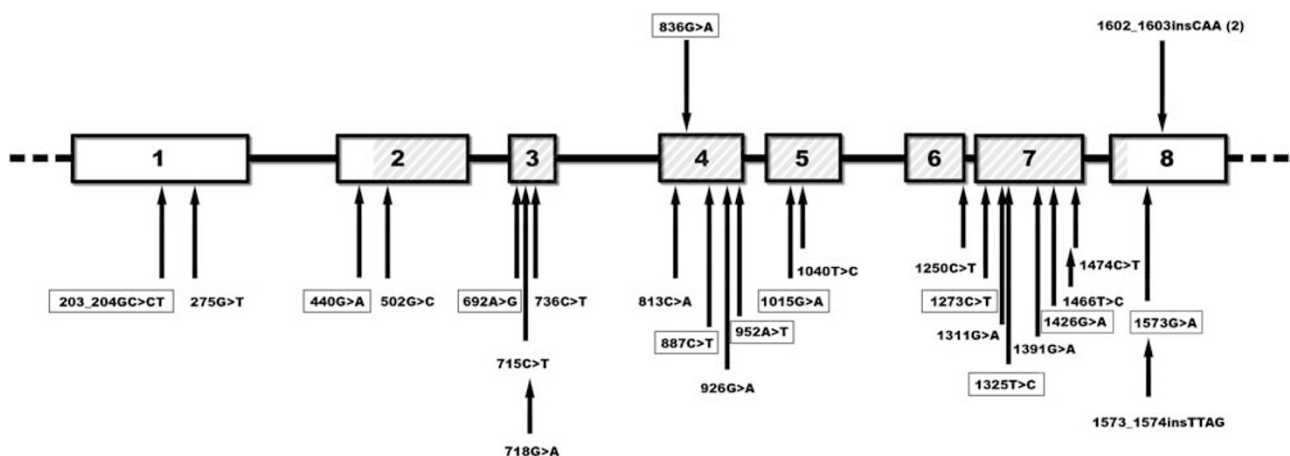 836G>A
1602_1603insCAA (2)
1
2
3
4
5
6
7
8
203_204GC>CT
275G>T
440G>A
502G>C
692A>G
736C>T
715C>T
718G>A
813C>A
887C>T
926G>A
952A>T
1015G>A
1040T>C
1250C>T
1273C>T
1311G>A
1325T>C
1391G>A
1426G>A
1466T>C
1474C>T
1573G>A
1573_1574insTTAG